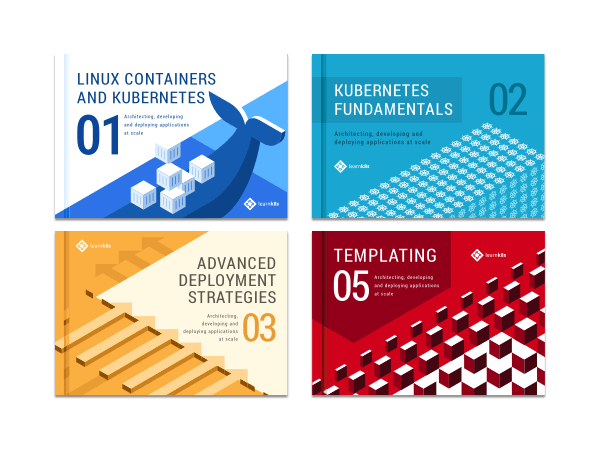 LINUX CONTAINERS
AND KUBERNETES
01
Architecting, developing
and deploying applications
at scale
learnk8s
KUBERNETES
FUNDAMENTALS
02
Architecting, developing and
deploying applications at scale
learnk8s
learnk8s
ADVANCED
DEPLOYMENT
STRATEGIES
Architecting,
developing and
deploying applications
at scale
03
TEMPLATING
learnk8s
05
Architecting, developing
and deploying applications
at scale